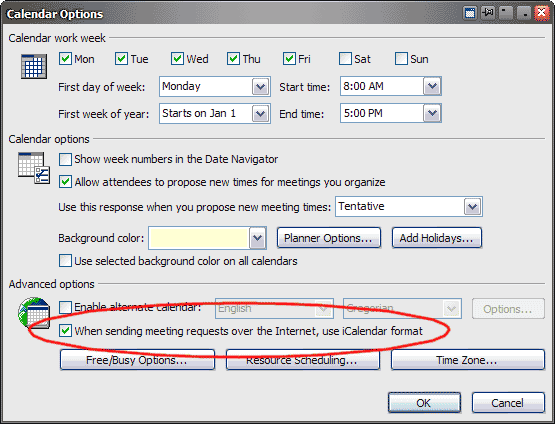 Calendar Options
Calendar work week
Mon Tue Wed Thu Fri Sat Sun
First day of week: Monday Start time: 8:00 AM
First week of year: Starts on Jan 1 End time: 5:00 PM
Calendar options
Show week numbers in the Date Navigator
Allow attendees to propose new times for meetings you organize
Use this response when you propose new meeting times: Tentative
Background color: Planner Options... Add Holidays...
Use selected background color on all calendars
Advanced options
Enable alternate calendar: English Gregorian Options...
When sending meeting requests over the Internet, use iCalendar format
Free/Busy Options... Resource Scheduling... Time Zone...
OK Cancel